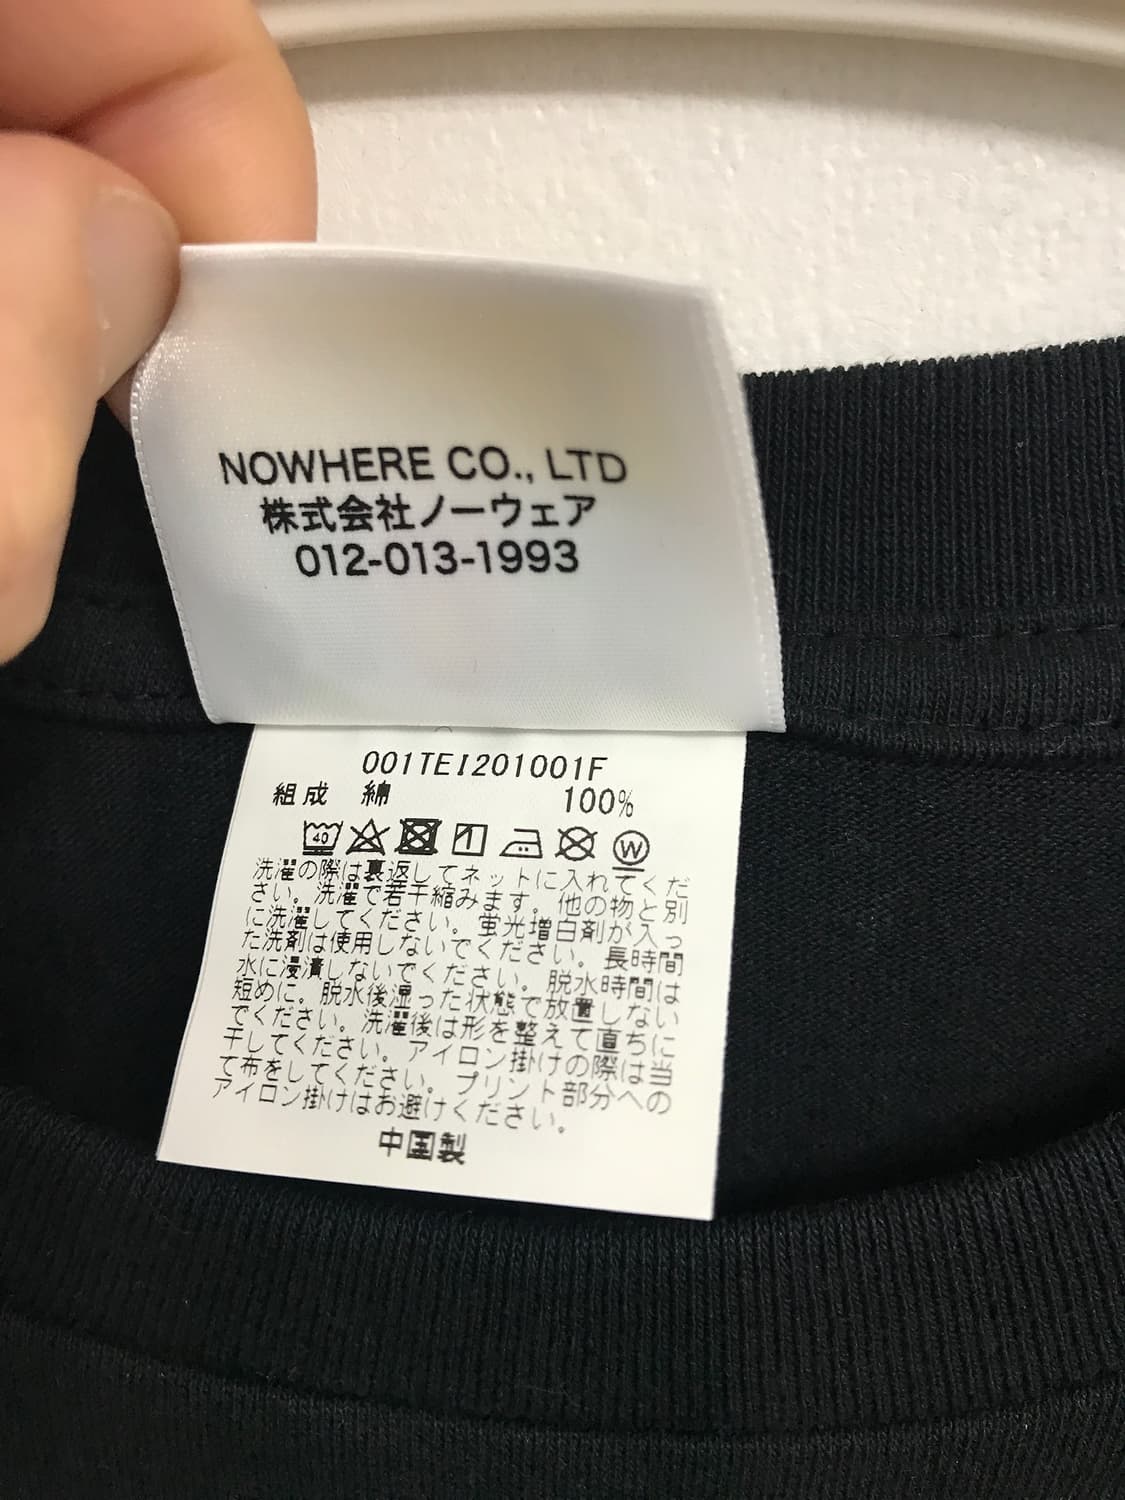 NOWHERE CO., LTD
株式会社ノーウェア
012-013-1993
001TEI201001F
組成 綿 100%
40 W
洗濯の際は裏返してネットに入れてくだ
さい。洗濯で若干縮みます。他の物と別
に洗濯してください。蛍光増白剤が入っ
た洗剤は使用しないでください。長時間
水に浸漬しないでください。脱水時間は
短めに。脱水後湿った状態で放置しない
でください。洗濯後は形を整えて直ちに
干してください。アイロン掛けの際は当
て布をしてください。プリント部分への
アイロン掛けはお避けください。
中国製